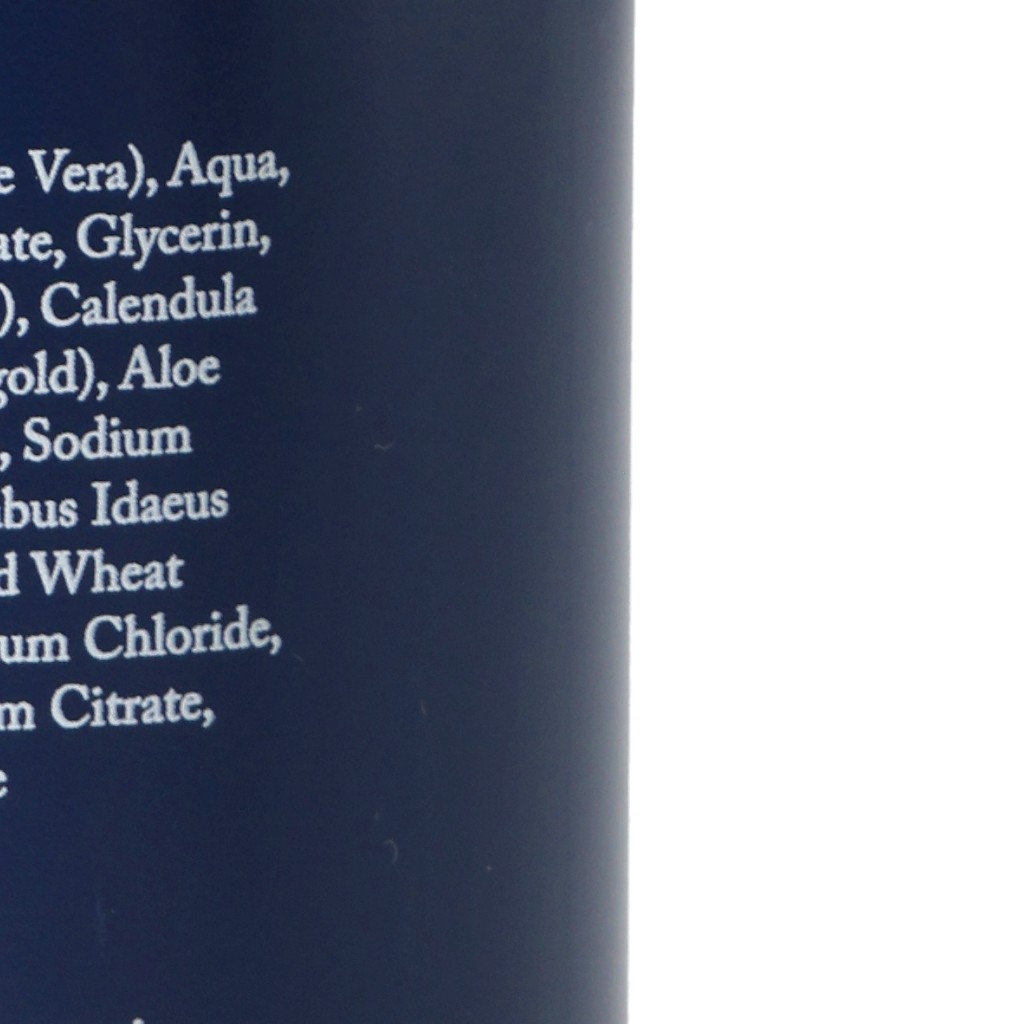 e Vera), Aqua,
ate, Glycerin,
), Calendula
gold), Aloe
, Sodium
bus Idaeus
d Wheat
um Chloride,
m Citrate,
e